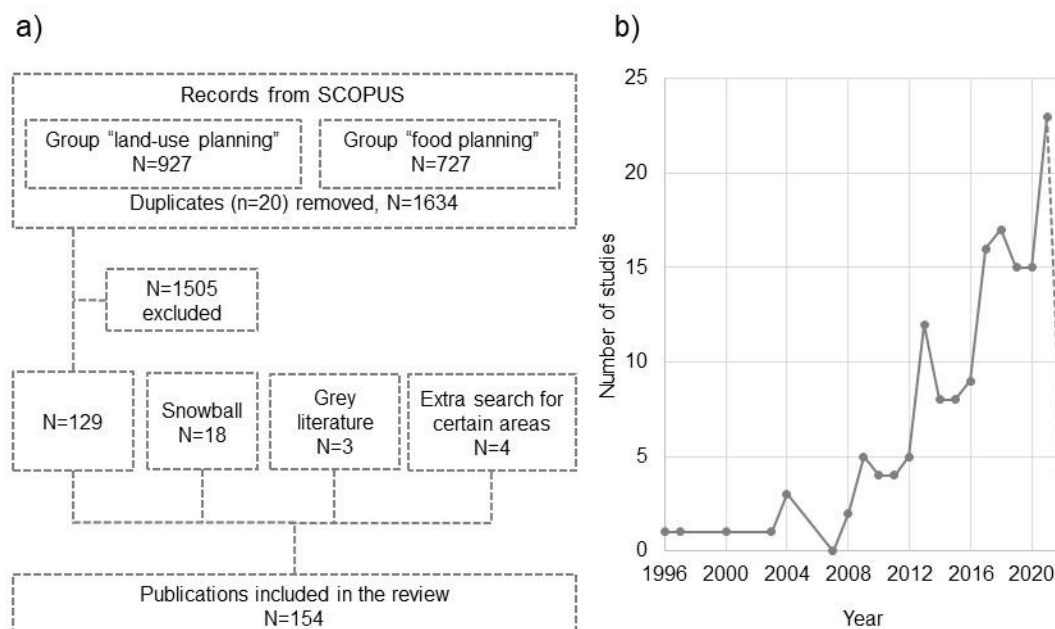 a)
Records from SCOPUS
Group "land-use planning"
N=927
Group "food planning"
N=727
Duplicates (n=20) removed, N=1634
N=1505
excluded
N=129
Snowball
N=18
Grey
literature
N=3
Extra search for
certain areas
N=4
Publications included in the review
N=154
b)
25
20
15
10
5
0
Number of studies
1996 2000 2004 2008 2012 2016 2020
Year